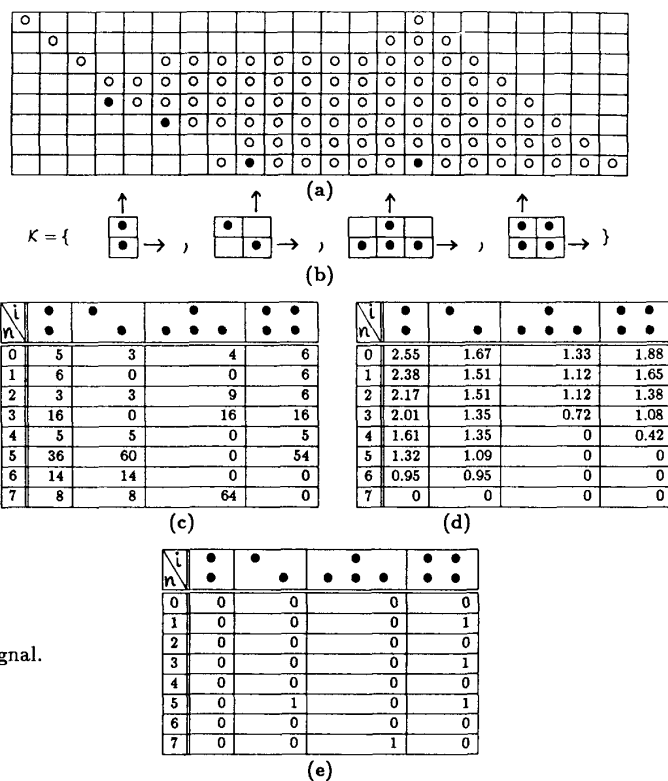 (a)
K = { , , , }
(b)
i
n
0 5 3 4 6
1 6 0 0 6
2 3 3 9 6
3 16 0 16 16
4 5 5 0 5
5 36 60 0 54
6 14 14 0 0
7 8 8 64 0
(c)
i
n
0 2.55 1.67 1.33 1.88
1 2.38 1.51 1.12 1.65
2 2.17 1.51 1.12 1.38
3 2.01 1.35 0.72 1.08
4 1.61 1.35 0 0.42
5 1.32 1.09 0 0
6 0.95 0.95 0 0
7 0 0 0 0
(d)
i
n
0 0 0 0 0
1 0 0 0 1
2 0 0 0 0
3 0 0 0 1
4 0 0 0 0
5 0 1 0 1
6 0 0 0 0
7 0 0 1 0
(e)
gnal.